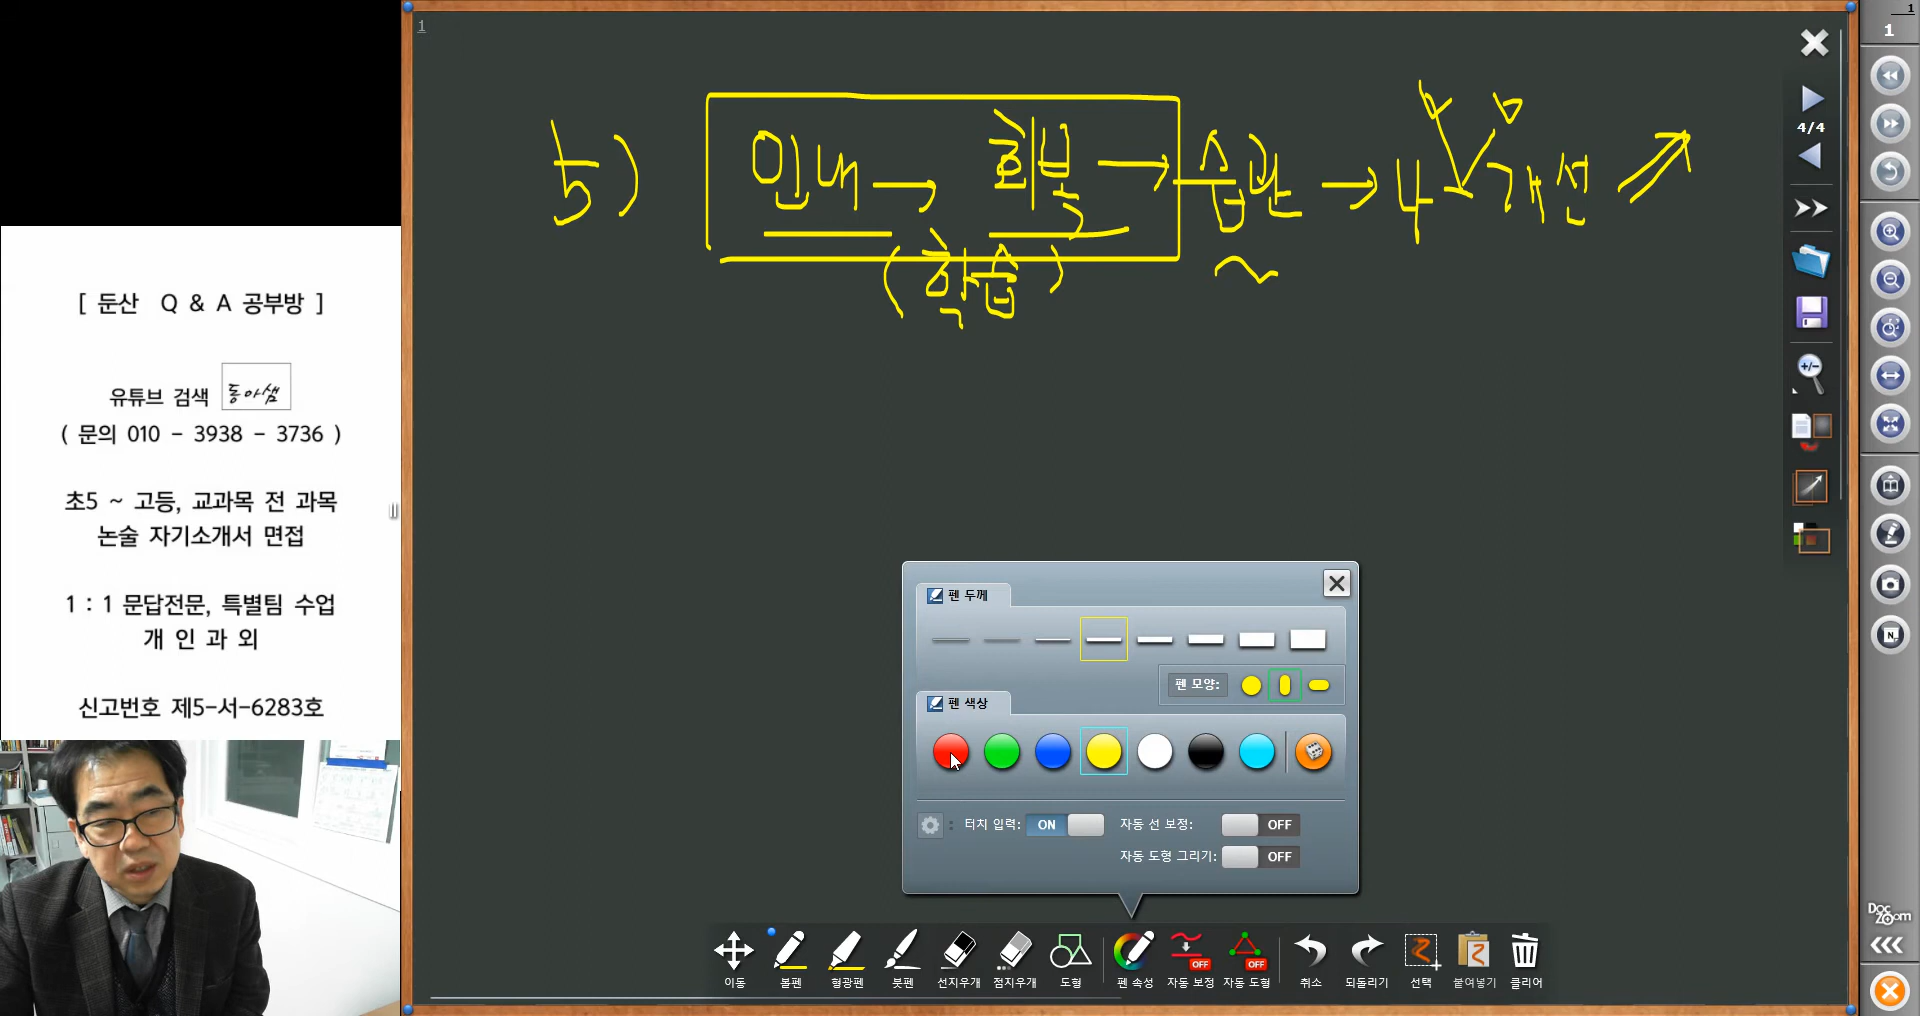 1
5) 인내 → 회복 → 습관 → 뇌 개선
(학습)
[ 둔산 Q & A 공부방 ]
유튜브 검색 동아샘
( 문의 010 - 3938 - 3736 )
초5 ~ 고등, 교과목 전 과목
논술 자기소개서 면접
1 : 1 문답전문, 특별팀 수업
개 인 과 외
신고번호 제5-서-6283호
펜 두께
펜 모양:
펜 색상
터치 입력: ON 자동 선 보정: OFF
자동 도형 그리기: OFF
OFF OFF
이동 볼펜 형광펜 붓펜 선지우개 점지우개 도형 펜 속성 자동 보정 자동 도형 취소 되돌리기 선택 붙여넣기 클리어
4/4
+/-
1
1
N
DocZoom